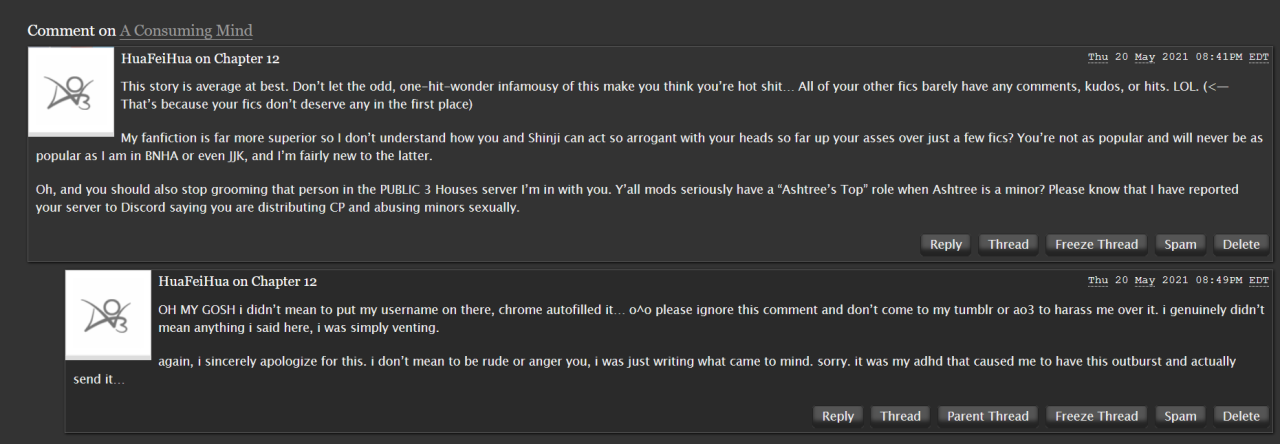 Comment on A Consuming Mind
HuaFeiHua on Chapter 12
Thu 20 May 2021 08:41PM EDT
This story is average at best. Don't let the odd, one-hit-wonder infamousy of this make you think you're hot shit... All of your other fics barely have any comments, kudos, or hits. LOL. (<—
That's because your fics don't deserve any in the first place)
My fanfiction is far more superior so I don't understand how you and Shinji can act so arrogant with your heads so far up your asses over just a few fics? You're not as popular and will never be as
popular as I am in BNHA or even JJK, and I'm fairly new to the latter.
Oh, and you should also stop grooming that person in the PUBLIC 3 Houses server I'm in with you. Y'all mods seriously have a “Ashtree's Top” role when Ashtree is a minor? Please know that I have reported
your server to Discord saying you are distributing CP and abusing minors sexually.
Reply Thread Freeze Thread Spam Delete
HuaFeiHua on Chapter 12
Thu 20 May 2021 08:49PM EDT
OH MY GOSH i didn't mean to put my username on there, chrome autofilled it... o^o please ignore this comment and don't come to my tumblr or ao3 to harass me over it. i genuinely didn't
mean anything i said here, i was simply venting.
again, i sincerely apologize for this. i don't mean to be rude or anger you, i was just writing what came to mind. sorry. it was my adhd that caused me to have this outburst and actually
send it...
Reply Thread Parent Thread Freeze Thread Spam Delete